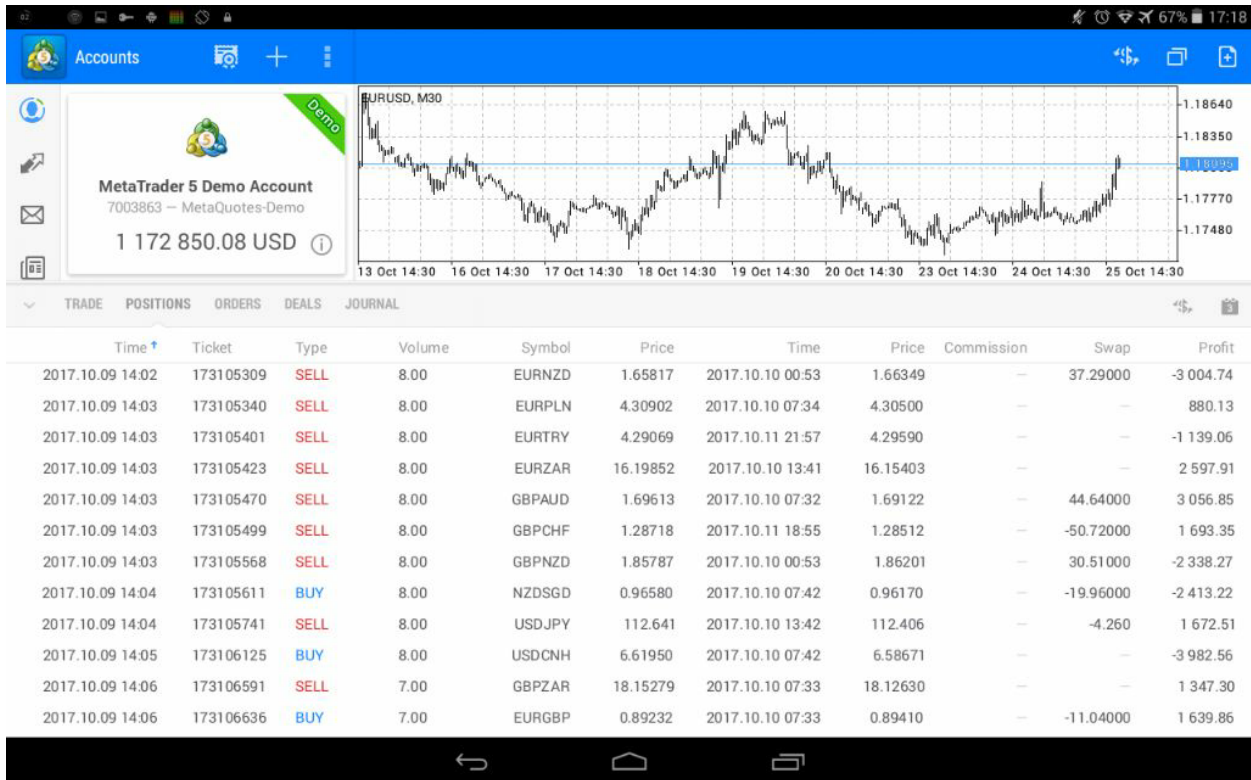 67% 17:18
Accounts
Demo
MetaTrader 5 Demo Account
7003863 — MetaQuotes-Demo
1 172 850.08 USD
EURUSD, M30
1.18640
1.18350
1.18095
1.17770
1.17480
13 Oct 14:30 16 Oct 14:30 17 Oct 14:30 18 Oct 14:30 19 Oct 14:30 20 Oct 14:30 23 Oct 14:30 24 Oct 14:30 25 Oct 14:30
TRADE POSITIONS ORDERS DEALS JOURNAL
Time Ticket Type Volume Symbol Price Time Price Commission Swap Profit
2017.10.09 14:02 173105309 SELL 8.00 EURNZD 1.65817 2017.10.10 00:53 1.66349 — 37.29000 -3 004.74
2017.10.09 14:03 173105340 SELL 8.00 EURPLN 4.30902 2017.10.10 07:34 4.30500 — — 880.13
2017.10.09 14:03 173105401 SELL 8.00 EURTRY 4.29069 2017.10.11 21:57 4.29590 — — -1 139.06
2017.10.09 14:03 173105423 SELL 8.00 EURZAR 16.19852 2017.10.10 13:41 16.15403 — — 2 597.91
2017.10.09 14:03 173105470 SELL 8.00 GBPAUD 1.69613 2017.10.10 07:32 1.69122 — 44.64000 3 056.85
2017.10.09 14:03 173105499 SELL 8.00 GBPCHF 1.28718 2017.10.11 18:55 1.28512 — -50.72000 1 693.35
2017.10.09 14:03 173105568 SELL 8.00 GBPNZD 1.85787 2017.10.10 00:53 1.86201 — 30.51000 -2 338.27
2017.10.09 14:04 173105611 BUY 8.00 NZDSGD 0.96580 2017.10.10 07:42 0.96170 — -19.96000 -2 413.22
2017.10.09 14:04 173105741 SELL 8.00 USDJPY 112.641 2017.10.10 13:42 112.406 — -4.260 1 672.51
2017.10.09 14:05 173106125 BUY 8.00 USDCNH 6.61950 2017.10.10 07:42 6.58671 — — -3 982.56
2017.10.09 14:06 173106591 SELL 7.00 GBPZAR 18.15279 2017.10.10 07:33 18.12630 — — 1 347.30
2017.10.09 14:06 173106636 BUY 7.00 EURGBP 0.89232 2017.10.10 07:33 0.89410 — -11.04000 1 639.86